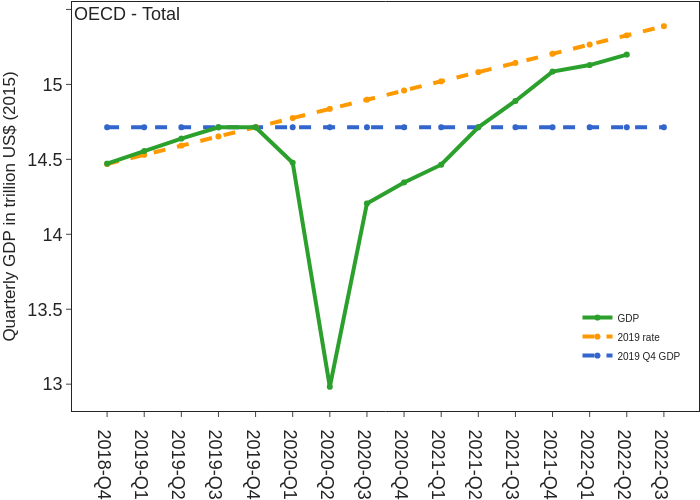 OECD - Total
Quarterly GDP in trillion US$ (2015)
15
14.5
14
13.5
13
GDP
2019 rate
2019 Q4 GDP
2018-Q4
2019-Q1
2019-Q2
2019-Q3
2019-Q4
2020-Q1
2020-Q2
2020-Q3
2020-Q4
2021-Q1
2021-Q2
2021-Q3
2021-Q4
2022-Q1
2022-Q2
2022-Q3